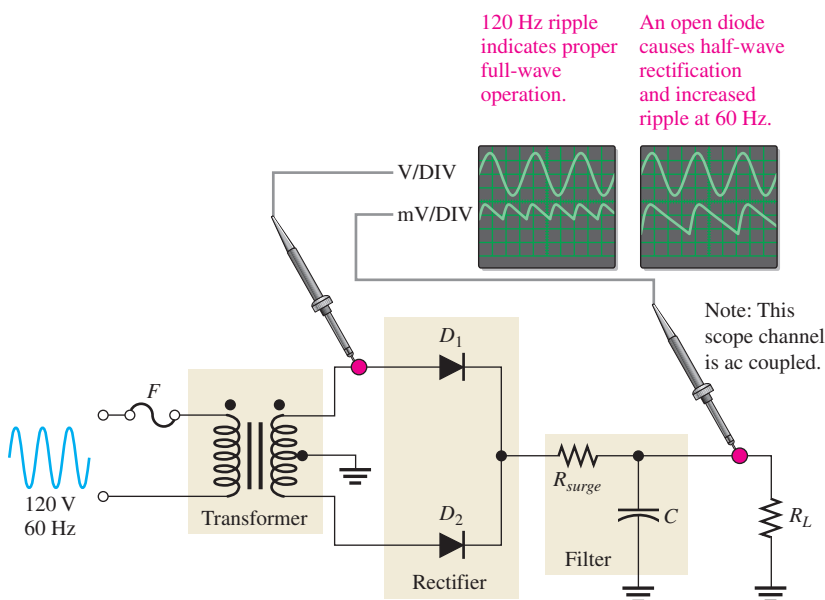 120 Hz ripple
indicates proper
full-wave
operation.
An open diode
causes half-wave
rectification
and increased
ripple at 60 Hz.
V/DIV
mV/DIV
Note: This
scope channel
is ac coupled.
D1
F
120 V
60 Hz
Transformer
D2
Rectifier
Rsurge
C
Filter
RL